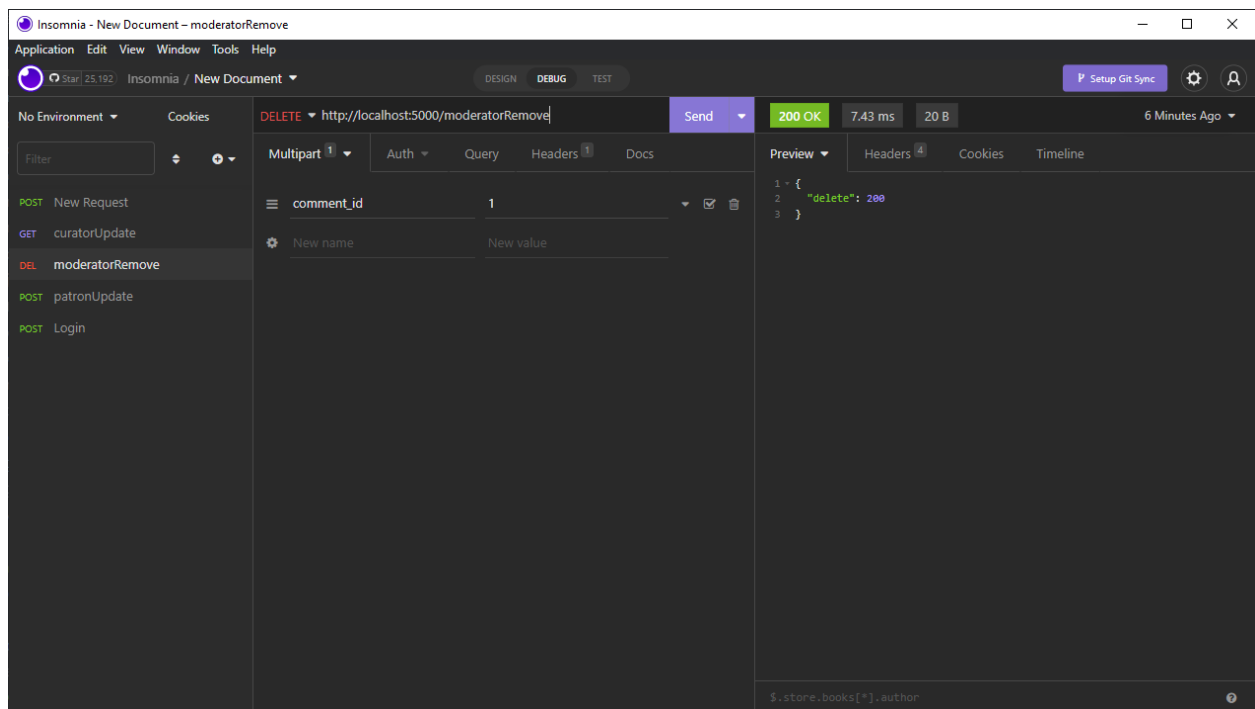 Insomnia - New Document – moderatorRemove
Application Edit View Window Tools Help
Star 25,192 Insomnia / New Document DESIGN DEBUG TEST Setup Git Sync
No Environment Cookies
Filter
POST New Request
GET curatorUpdate
DEL moderatorRemove
POST patronUpdate
POST Login
DELETE http://localhost:5000/moderatorRemove Send
Multipart 1 Auth Query Headers 1 Docs
comment_id 1
New name New value
200 OK 7.43 ms 20 B 6 Minutes Ago
Preview Headers 4 Cookies Timeline
1 {
2 "delete": 200
3 }
$.store.books[*].author